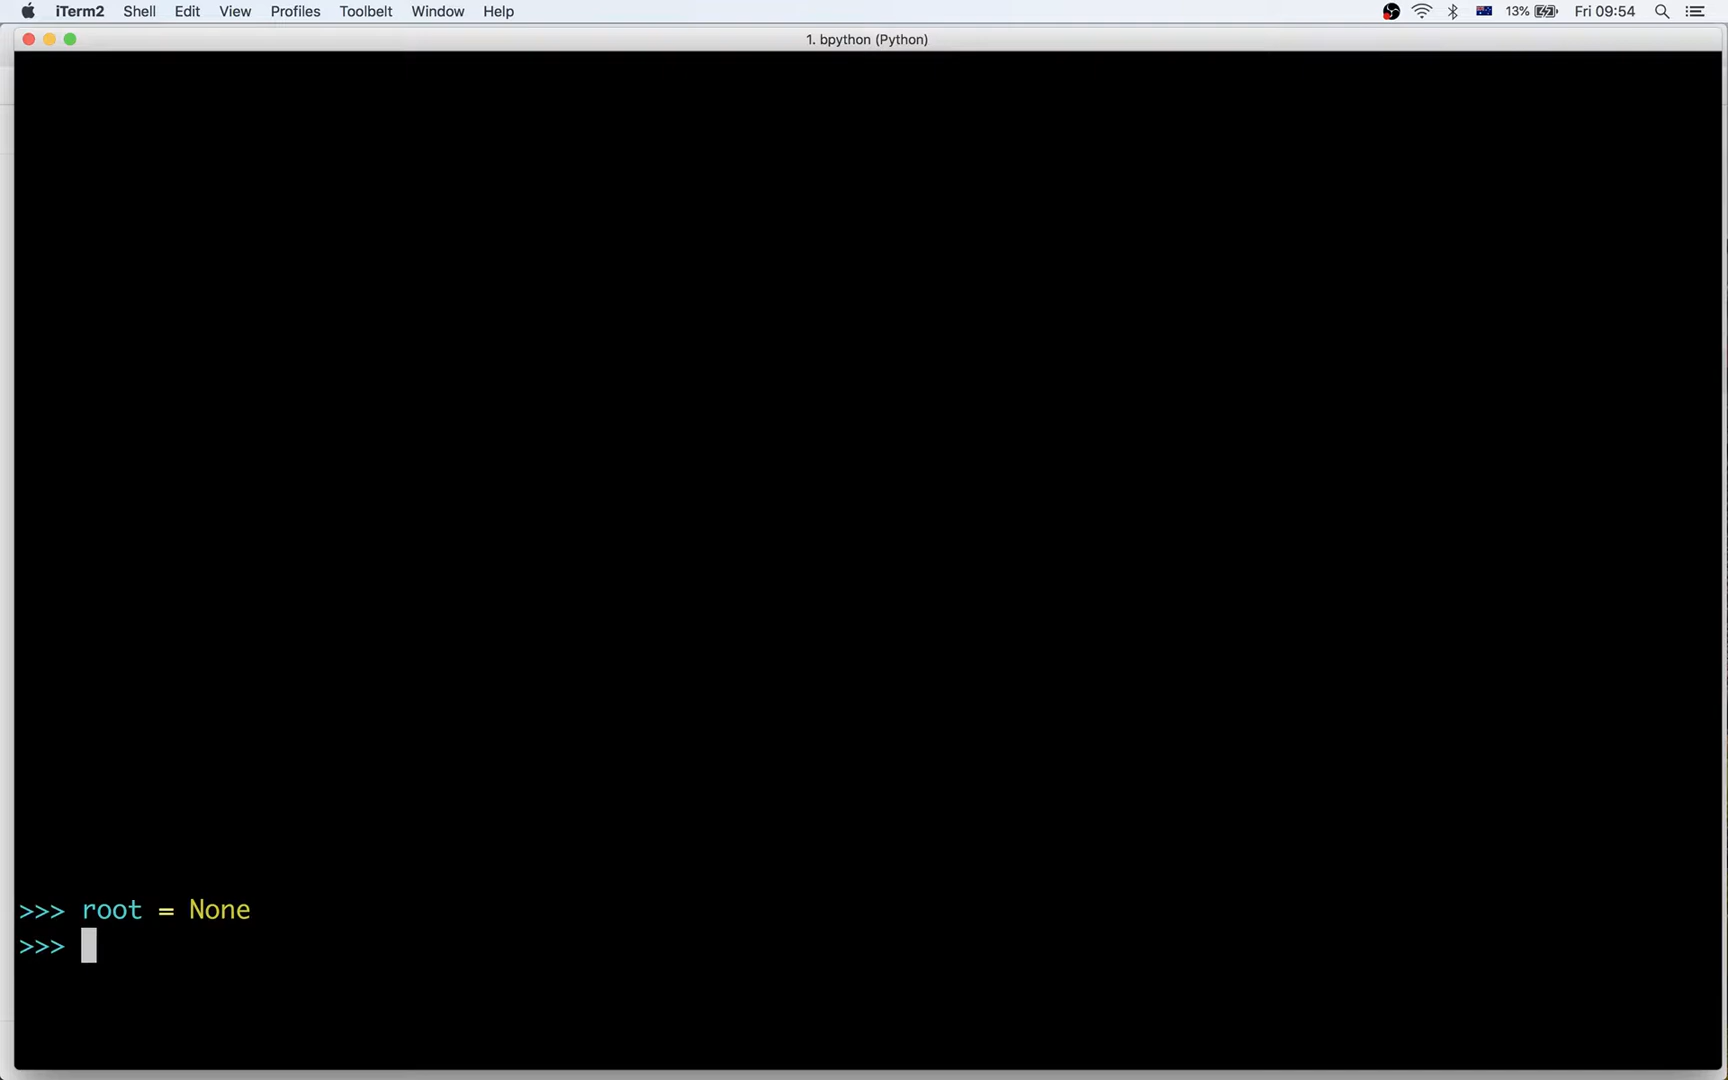 iTerm2 Shell Edit View Profiles Toolbelt Window Help 13% Fri 09:54
1. bpython (Python)
>>> root = None
>>>